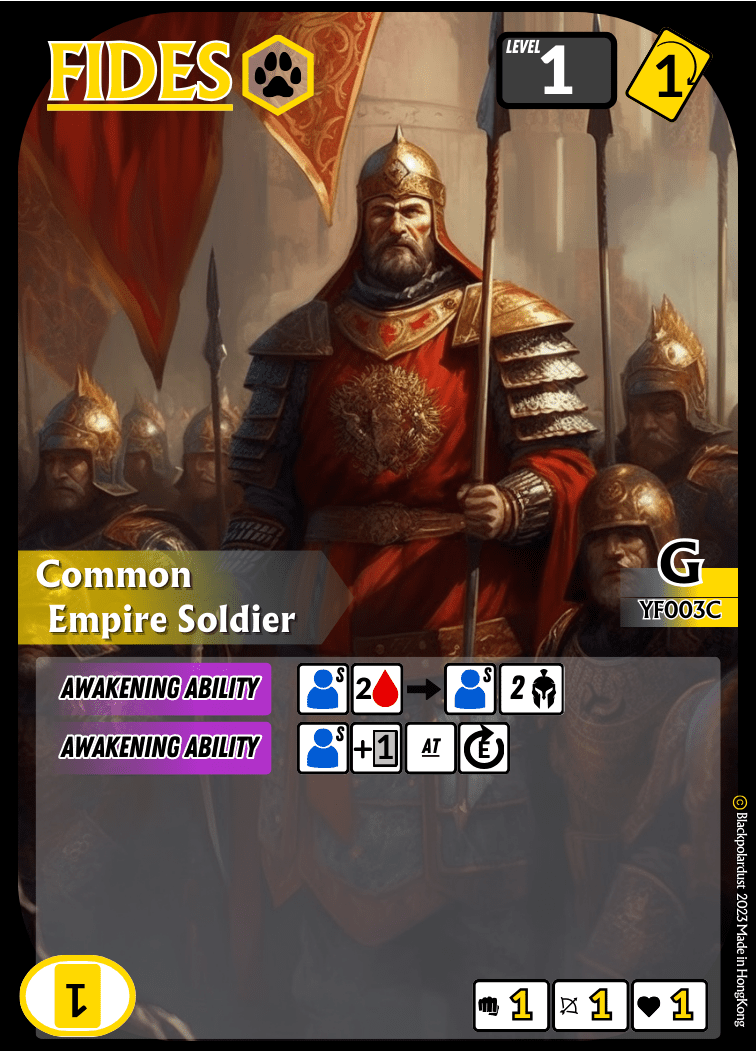 FIDES
LEVEL 1
1
Common
Empire Soldier
G
YF003C
AWAKENING ABILITY S 2 S 2
AWAKENING ABILITY S +1 AT E
© Blackpolardust 2023 Made in HongKong
1
1 1 1